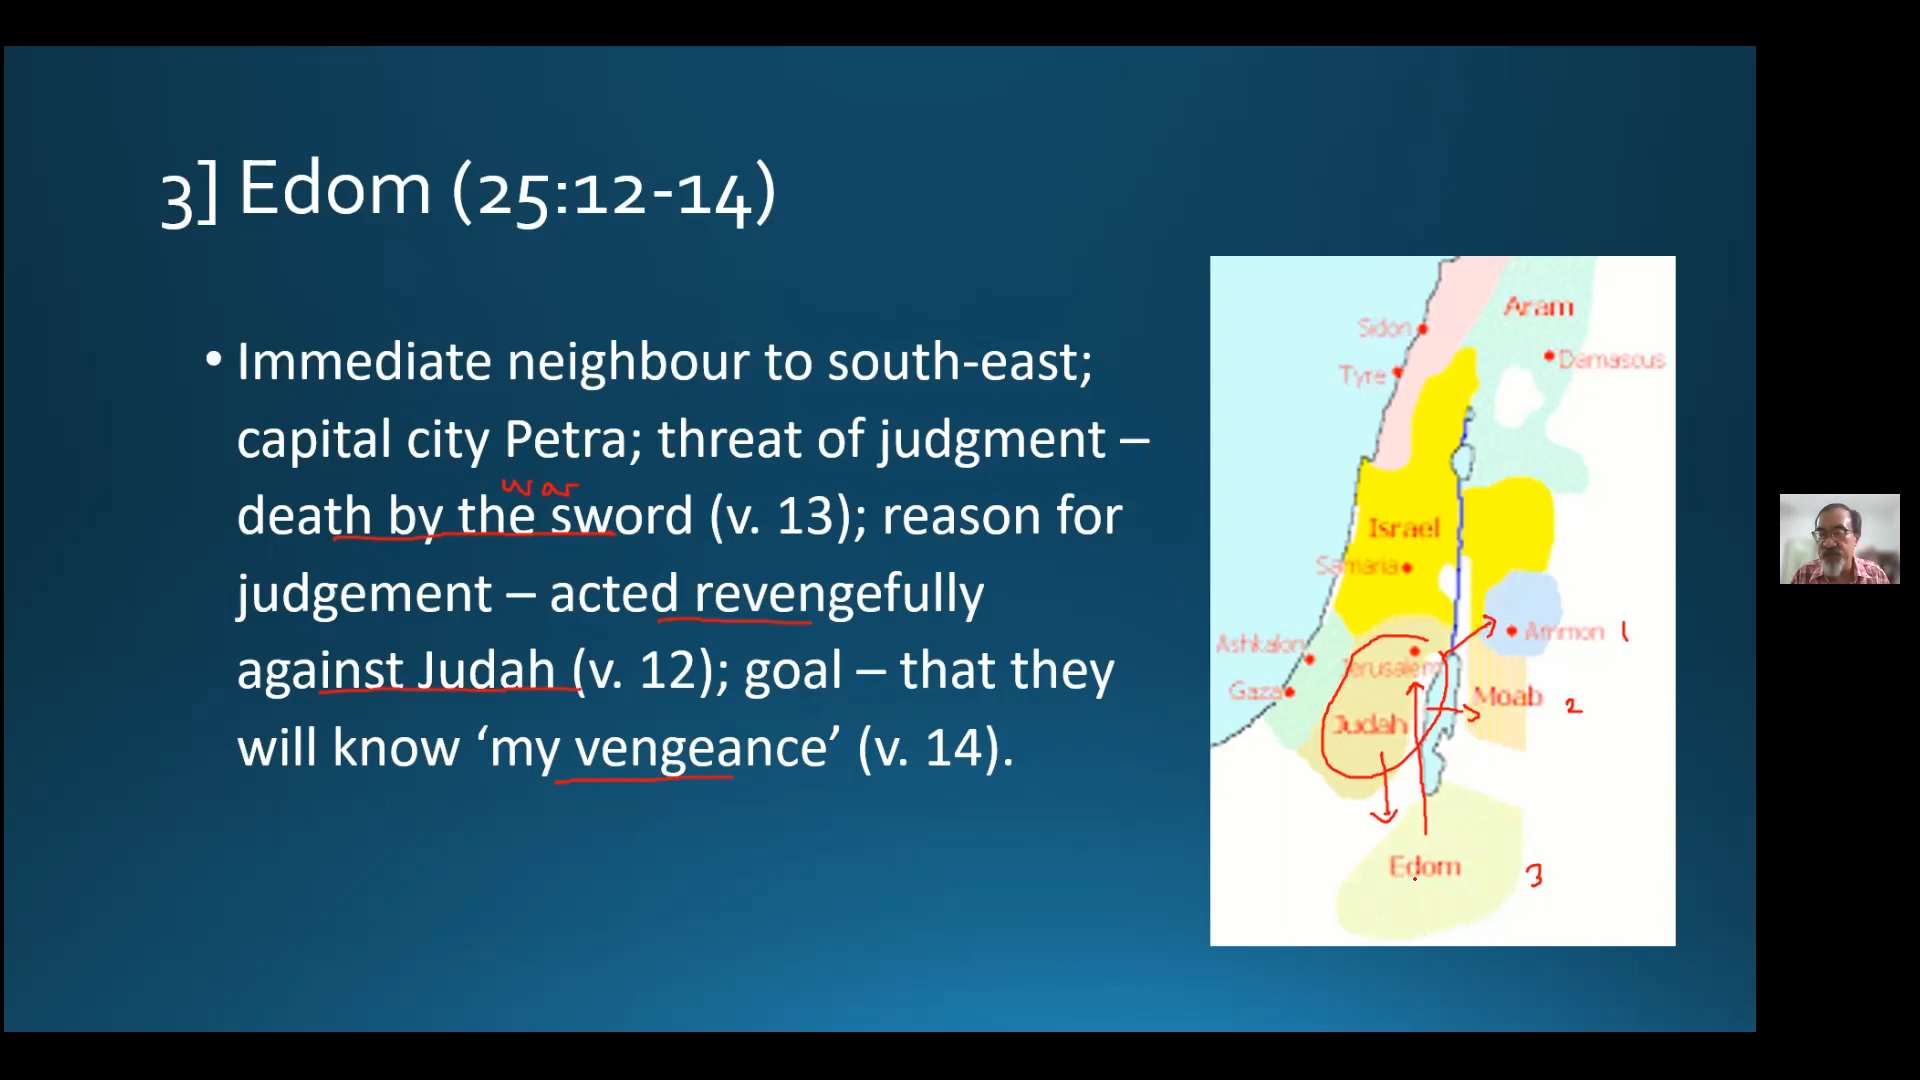 3] Edom (25:12-14)
• Immediate neighbour to south-east;
capital city Petra; threat of judgment –
war
death by the sword (v. 13); reason for
judgement – acted revengefully
against Judah (v. 12); goal – that they
will know ‘my vengeance’ (v. 14).
Aram
Sidon
Damascus
Tyre
Israel
Samaria
Ammon 1
Ashkalon
Jerusalem
Gaza
Moab 2
Judah
Edom 3